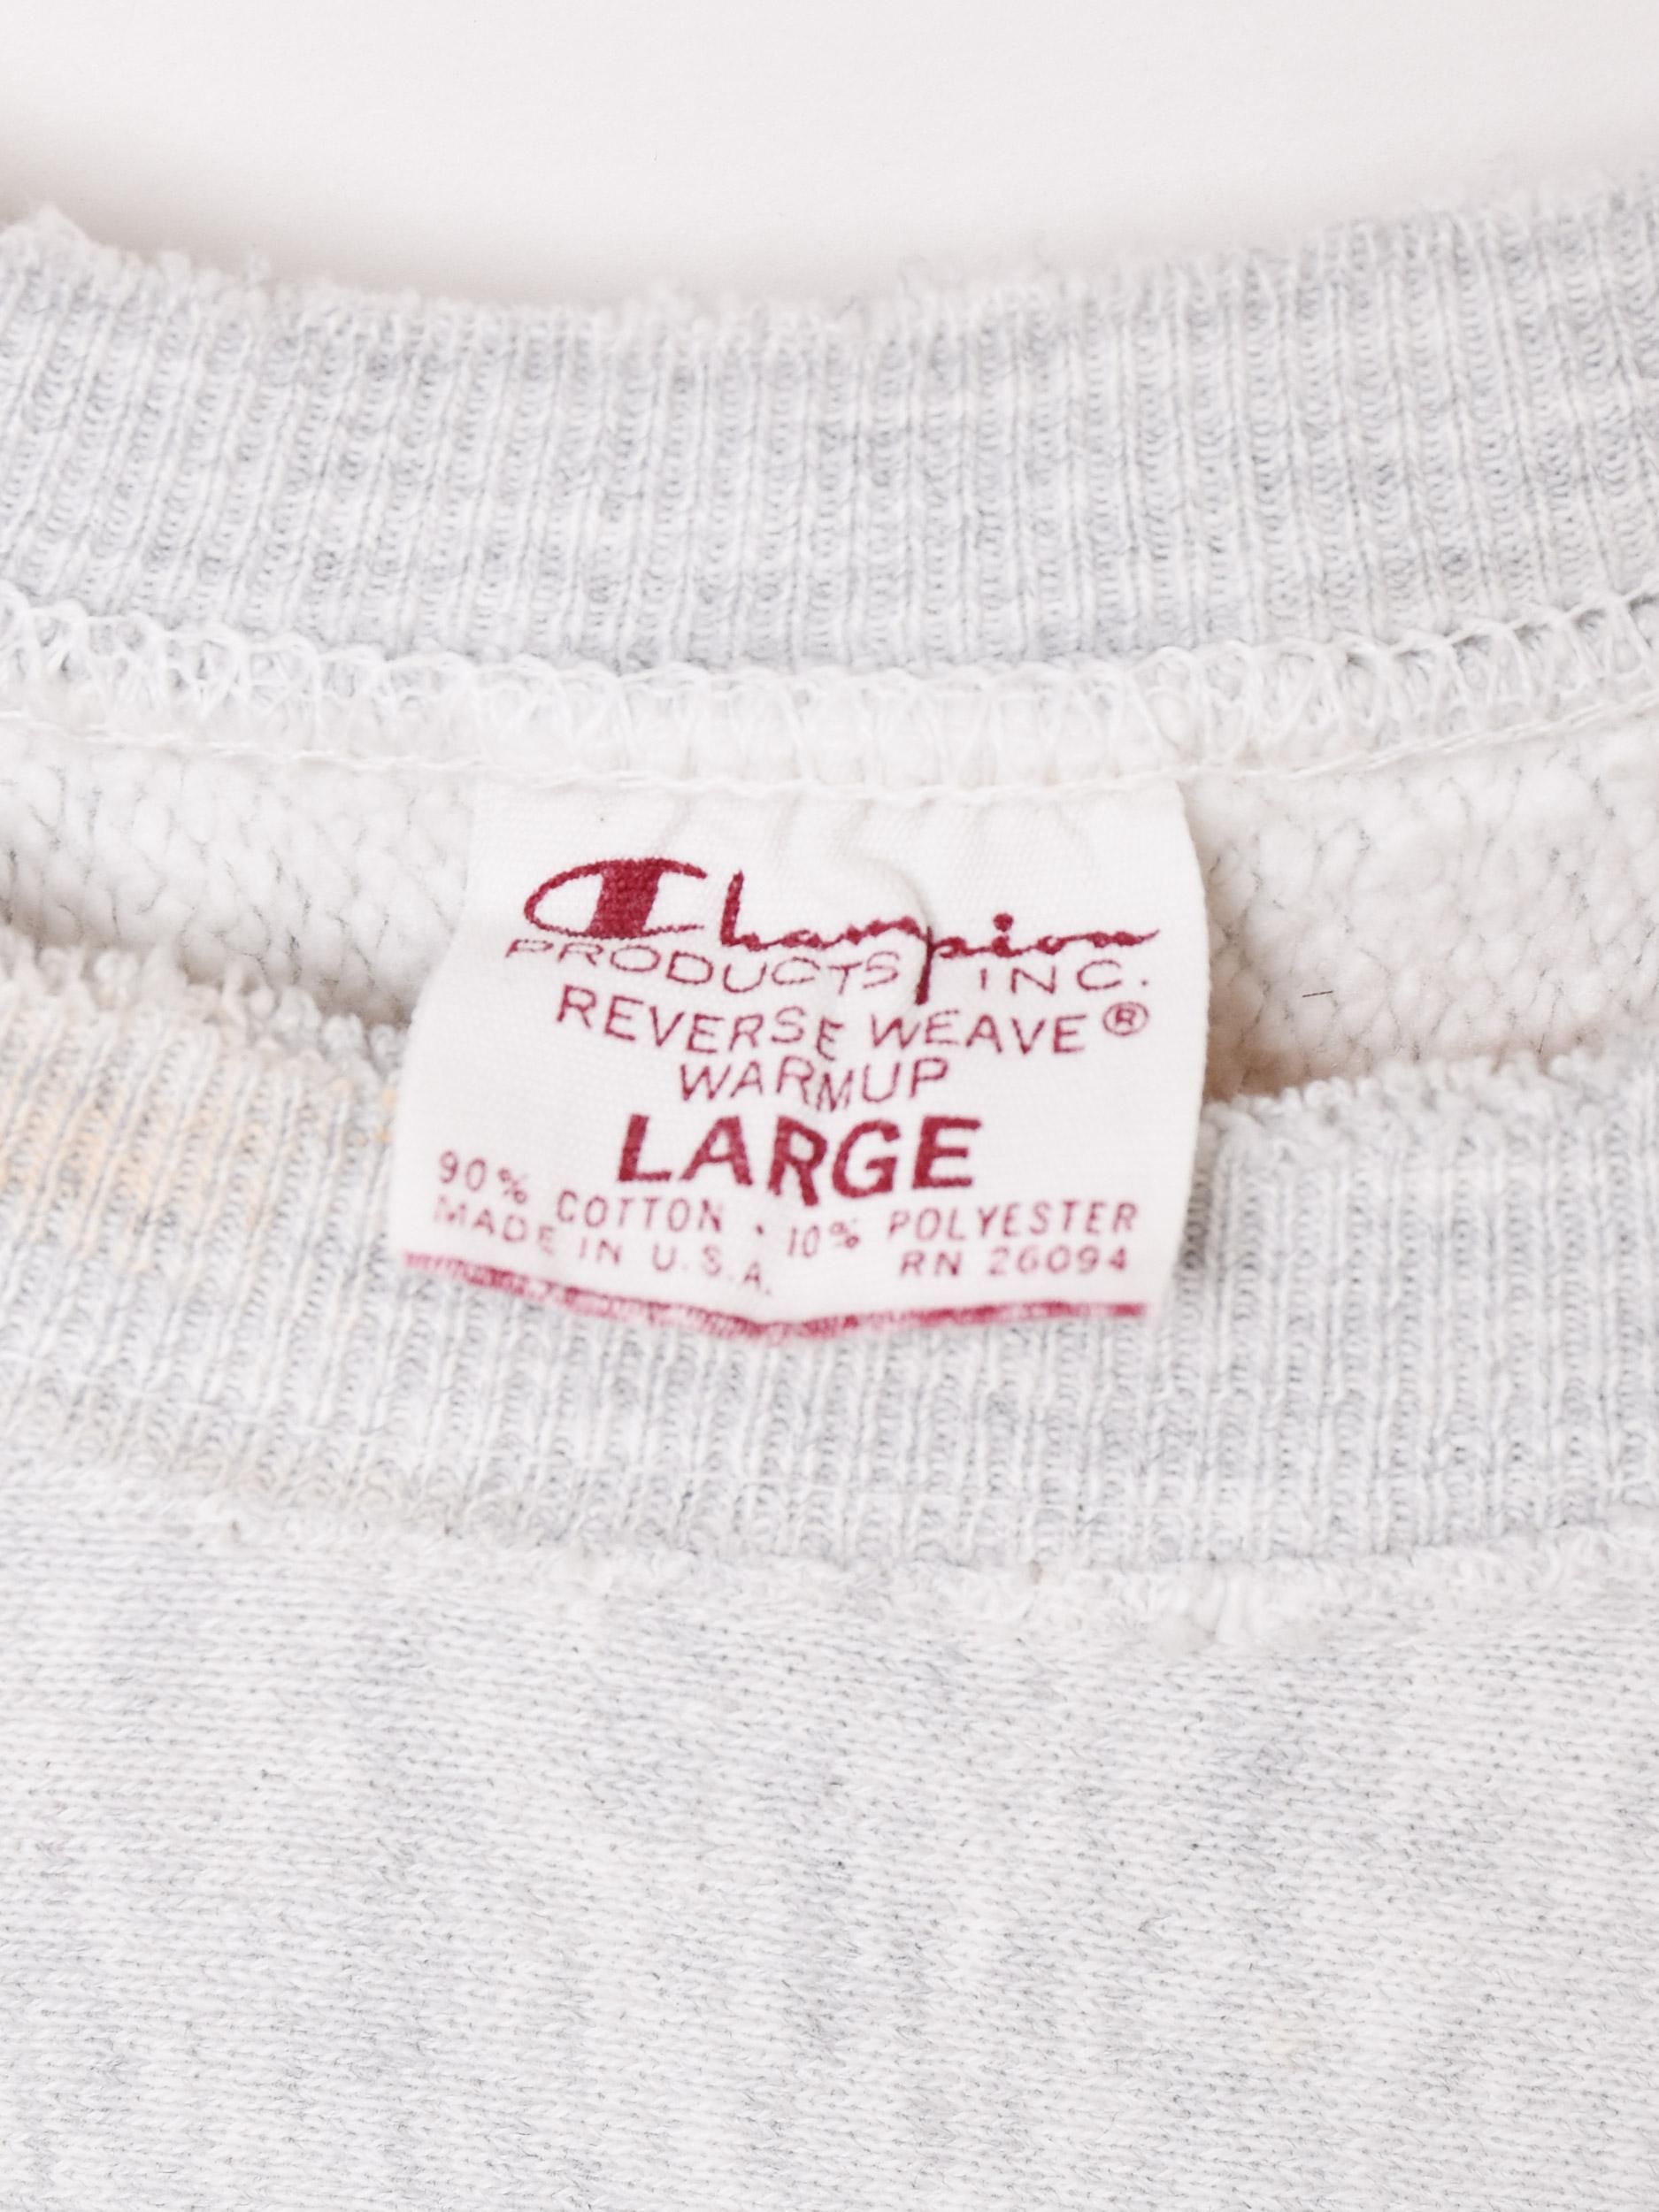 Champion
PRODUCTS INC.
REVERSE WEAVE®
WARMUP
LARGE
90% COTTON · 10% POLYESTER
MADE IN U.S.A. RN 26094